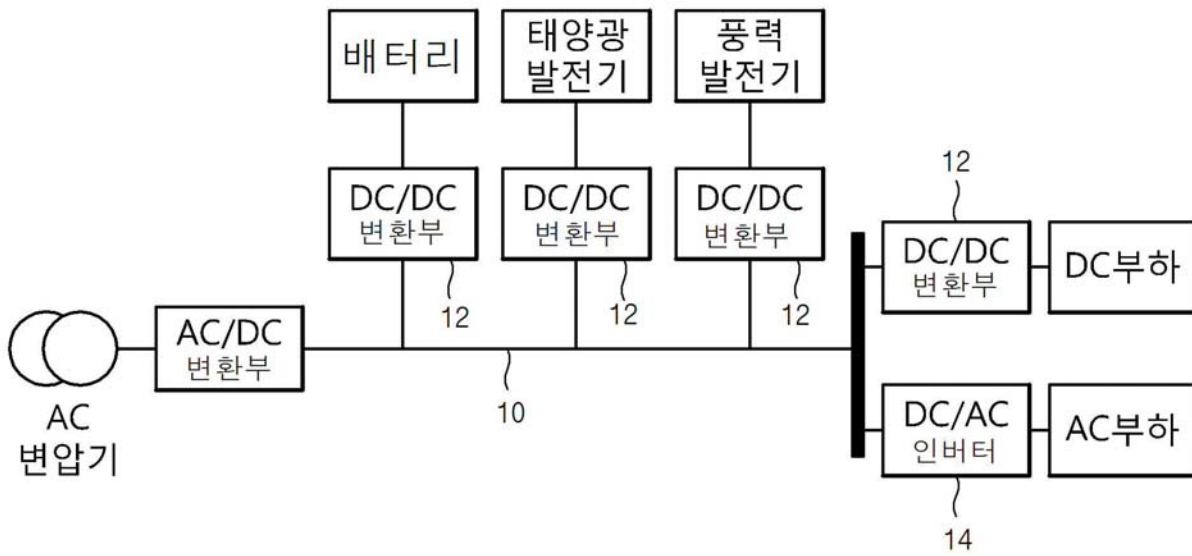 배터리
태양광
발전기
풍력
발전기
DC/DC
변환부
DC/DC
변환부
DC/DC
변환부
12
12
12
12
DC/DC
변환부
DC부하
AC/DC
변환부
AC
변압기
10
DC/AC
인버터
AC부하
14